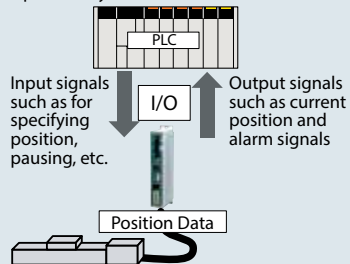 PLC
Input signals
such as for
specifying
position,
pausing, etc.
I/O
Output signals
such as current
position and
alarm signals
Position Data